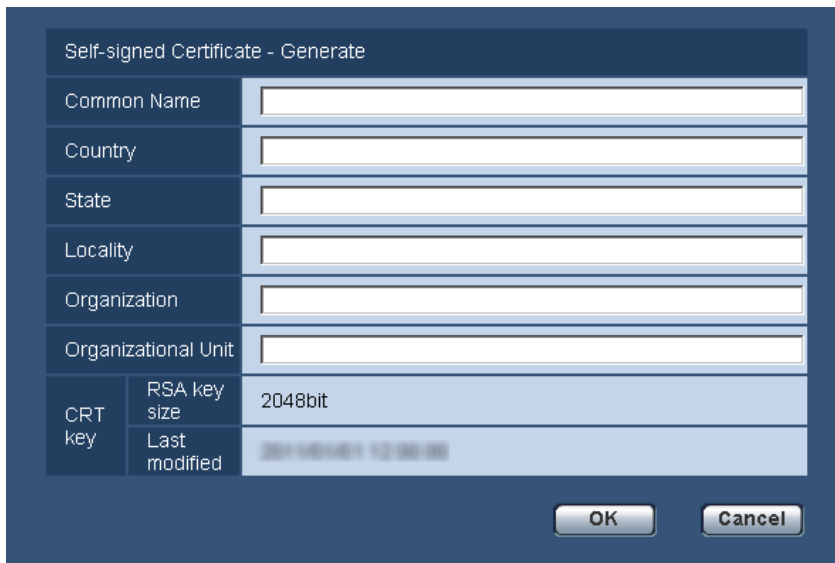 Self-signed Certificate - Generate
Common Name
Country
State
Locality
Organization
Organizational Unit
CRT
key
RSA key
size
2048bit
Last
modified
OK
Cancel